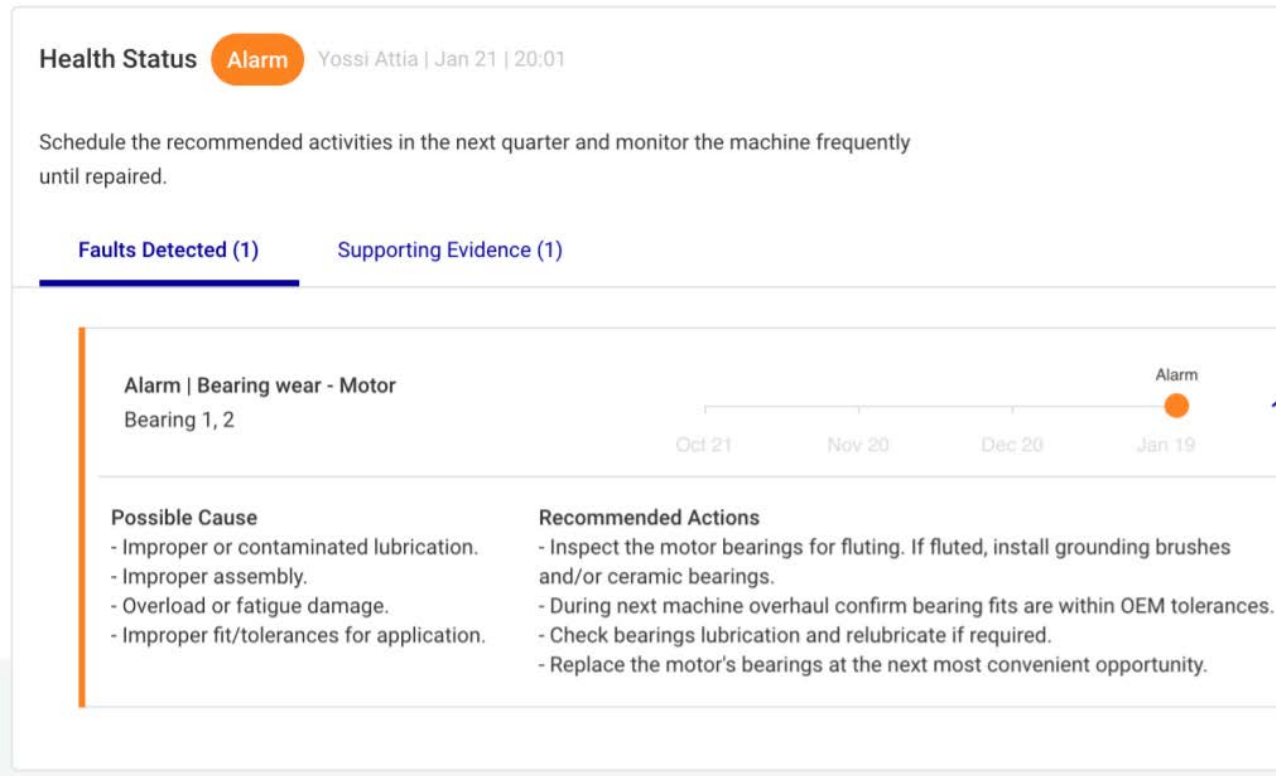 Health Status Alarm Yossi Attia | Jan 21 | 20:01
Schedule the recommended activities in the next quarter and monitor the machine frequently
until repaired.
Faults Detected (1) Supporting Evidence (1)
Alarm | Bearing wear - Motor
Bearing 1, 2
Alarm
Oct 21 Nov 20 Dec 20 Jan 19
Possible Cause
- Improper or contaminated lubrication.
- Improper assembly.
- Overload or fatigue damage.
- Improper fit/tolerances for application.
Recommended Actions
- Inspect the motor bearings for fluting. If fluted, install grounding brushes
and/or ceramic bearings.
- During next machine overhaul confirm bearing fits are within OEM tolerances.
- Check bearings lubrication and relubricate if required.
- Replace the motor's bearings at the next most convenient opportunity.